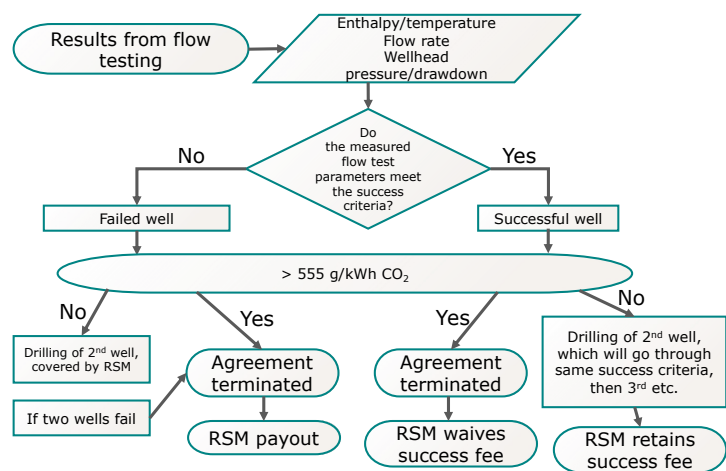 Results from flow
testing
Enthalpy/temperature
Flow rate
Wellhead
pressure/drawdown
Do
the measured
flow test
parameters meet
the success
criteria?
No
Yes
Failed well
Successful well
> 555 g/kWh CO₂
No
Yes
Yes
No
Drilling of 2ⁿᵈ well,
covered by RSM
Agreement
terminated
Agreement
terminated
Drilling of 2ⁿᵈ well,
which will go through
same success criteria,
then 3ʳᵈ etc.
If two wells fail
RSM payout
RSM waives
success fee
RSM retains
success fee